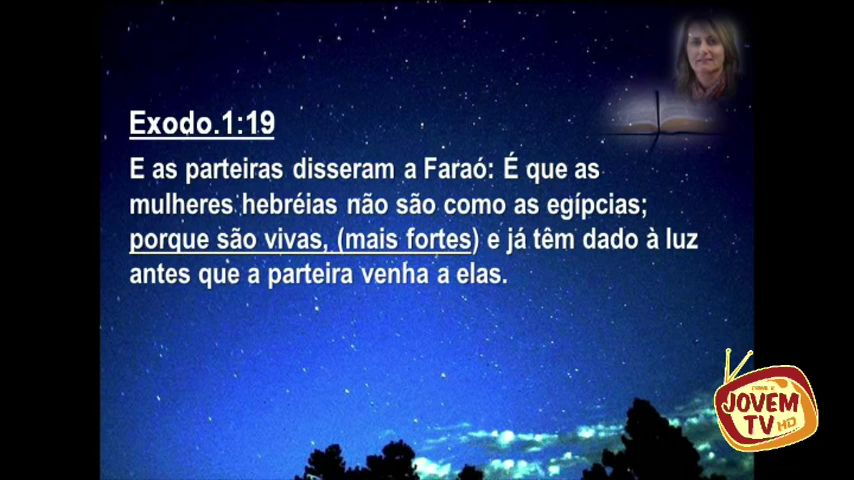 Exodo.1:19
E as parteiras disseram a Faraó: É que as
mulheres hebréias não são como as egípcias;
porque são vivas, (mais fortes) e já têm dado à luz
antes que a parteira venha a elas.
JOVEM
TV HD